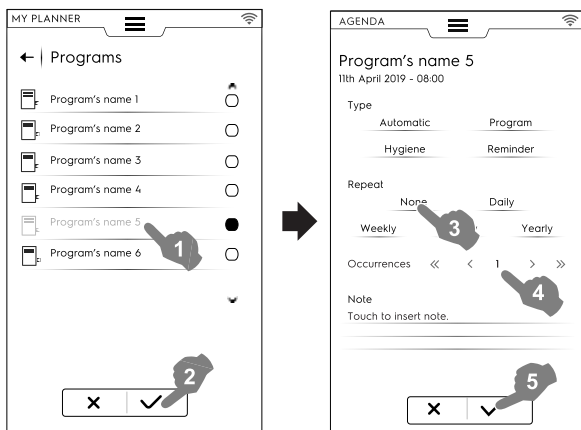 MY PLANNER
Programs
Program's name 1
Program's name 2
Program's name 3
Program's name 4
Program's name 5
Program's name 6
1
2
AGENDA
Program's name 5
11th April 2019 - 08:00
Type
Automatic Program
Hygiene Reminder
Repeat
None Daily
Weekly Yearly
3
Occurrences « < 1 > »
4
Note
Touch to insert note.
5